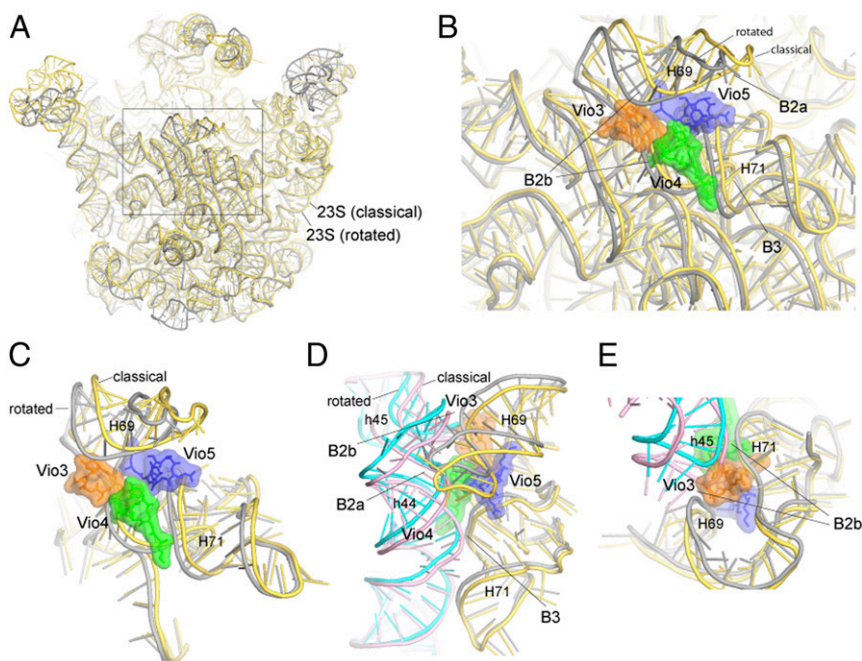 A
23S (classical)
23S (rotated)
B
rotated
classical
H69
Vio5
Vio3
B2a
B2b
H71
Vio4
B3
C
classical
rotated
H69
Vio5
Vio3
Vio4
H71
D
classical
rotated
Vio3
h45
H69
B2b
B2a
Vio5
h44
Vio4
H71
B3
E
h45
H71
Vio3
H69
B2b